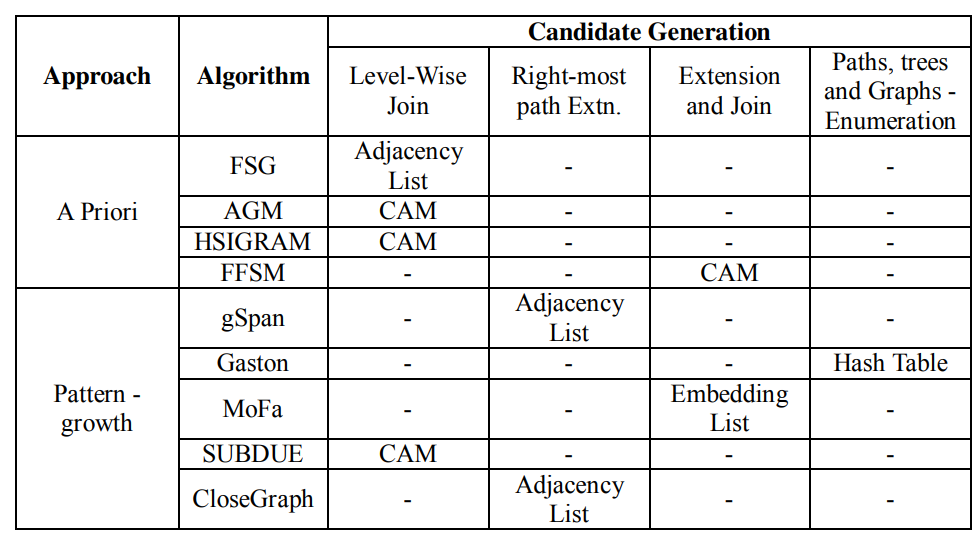 Approach
Algorithm
Candidate Generation
Level-Wise
Join
Right-most
path Extn.
Extension
and Join
Paths, trees
and Graphs -
Enumeration
A Priori
FSG
Adjacency
List
-
-
-
AGM
CAM
-
-
-
HSIGRAM
CAM
-
-
-
FFSM
-
-
CAM
-
Pattern -
growth
gSpan
-
Adjacency
List
-
-
Gaston
-
-
-
Hash Table
MoFa
-
-
Embedding
List
-
SUBDUE
CAM
-
-
-
CloseGraph
-
Adjacency
List
-
-